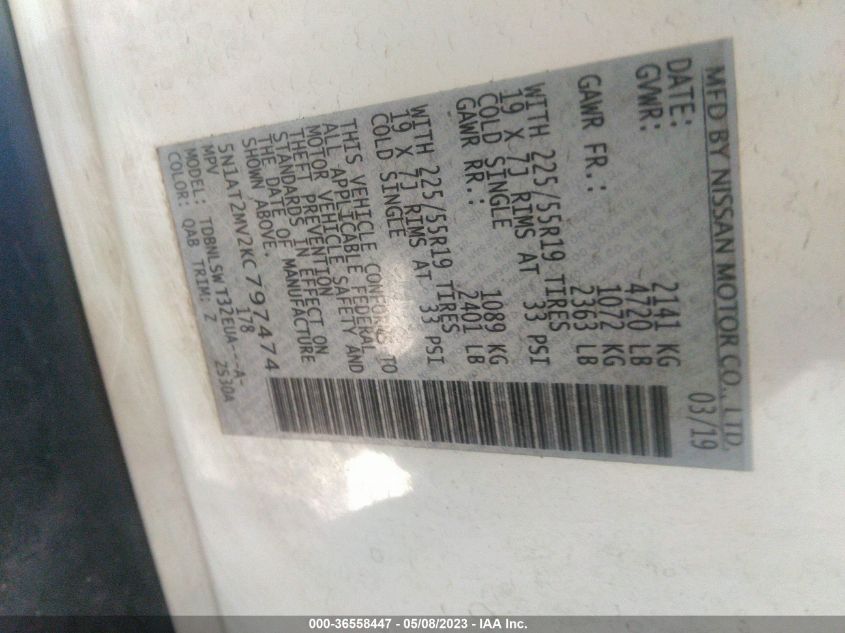 MFD BY NISSAN MOTOR CO., LTD.
DATE: 03/19
GVWR: 2141 KG
4720 LB
GAWR FR.: 1072 KG
2363 LB
WITH 225/55R19 TIRES
19 X 7J RIMS AT 33 PSI
COLD SINGLE
GAWR RR.: 1089 KG
2401 LB
WITH 225/55R19 TIRES
19 X 7J RIMS AT 33 PSI
COLD SINGLE
THIS VEHICLE CONFORMS TO
ALL APPLICABLE FEDERAL
MOTOR VEHICLE SAFETY AND
THEFT PREVENTION
STANDARDS IN EFFECT ON
THE DATE OF MANUFACTURE
SHOWN ABOVE.
5N1AT2MV2KC797474
MPV 178
MODEL: TDBNLSW T32EUA---A-
COLOR: QAB TRIM: Z 2S30A
000-36558447 - 05/08/2023 - IAA Inc.